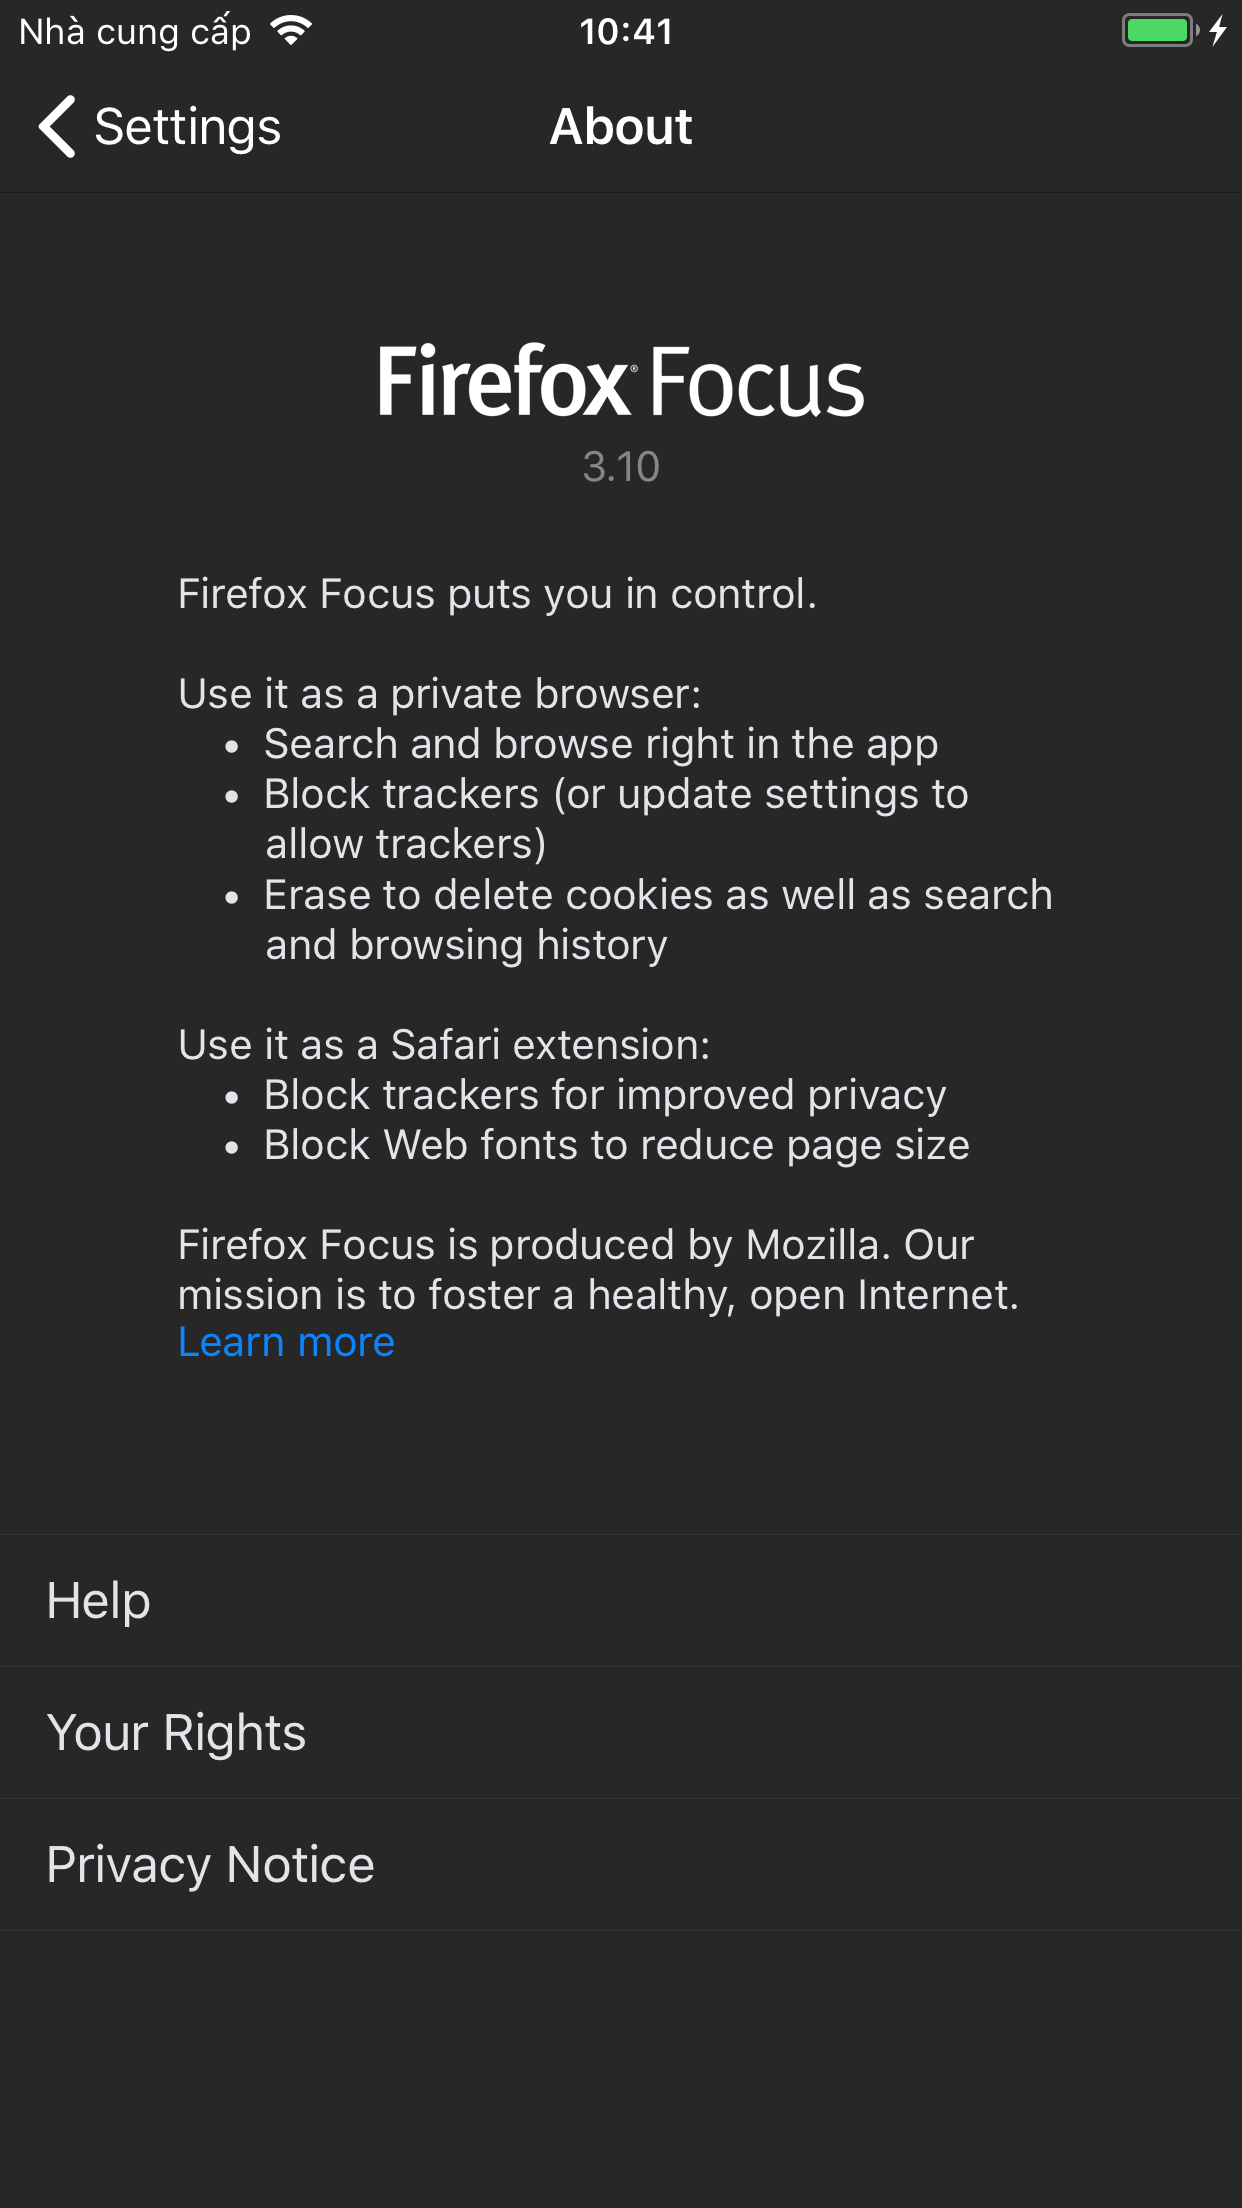 Nhà cung cấp
10:41
Settings
About
Firefox® Focus
3.10
Firefox Focus puts you in control.
Use it as a private browser:
• Search and browse right in the app
• Block trackers (or update settings to
allow trackers)
• Erase to delete cookies as well as search
and browsing history
Use it as a Safari extension:
• Block trackers for improved privacy
• Block Web fonts to reduce page size
Firefox Focus is produced by Mozilla. Our
mission is to foster a healthy, open Internet.
Learn more
Help
Your Rights
Privacy Notice